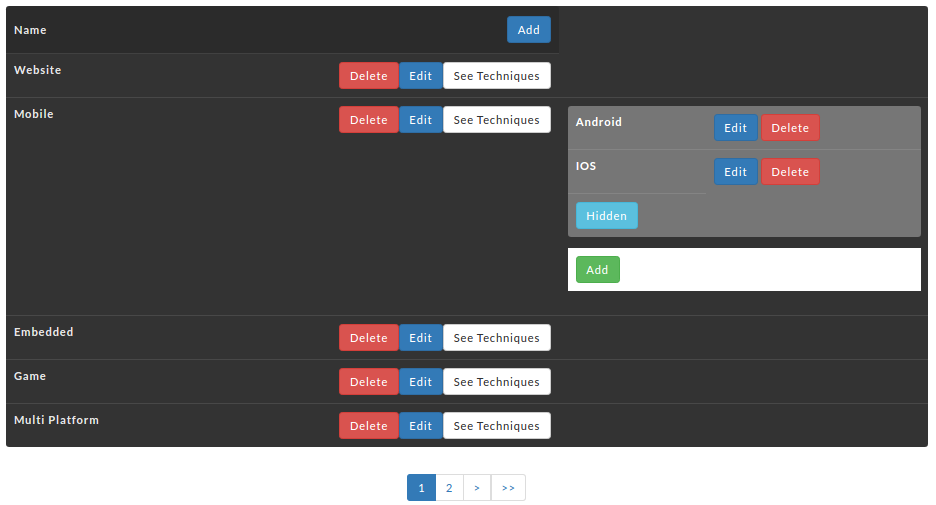 Name Add
Website Delete Edit See Techniques
Mobile Delete Edit See Techniques
Android Edit Delete
IOS Edit Delete
Hidden
Add
Embedded Delete Edit See Techniques
Game Delete Edit See Techniques
Multi Platform Delete Edit See Techniques
1 2 > >>